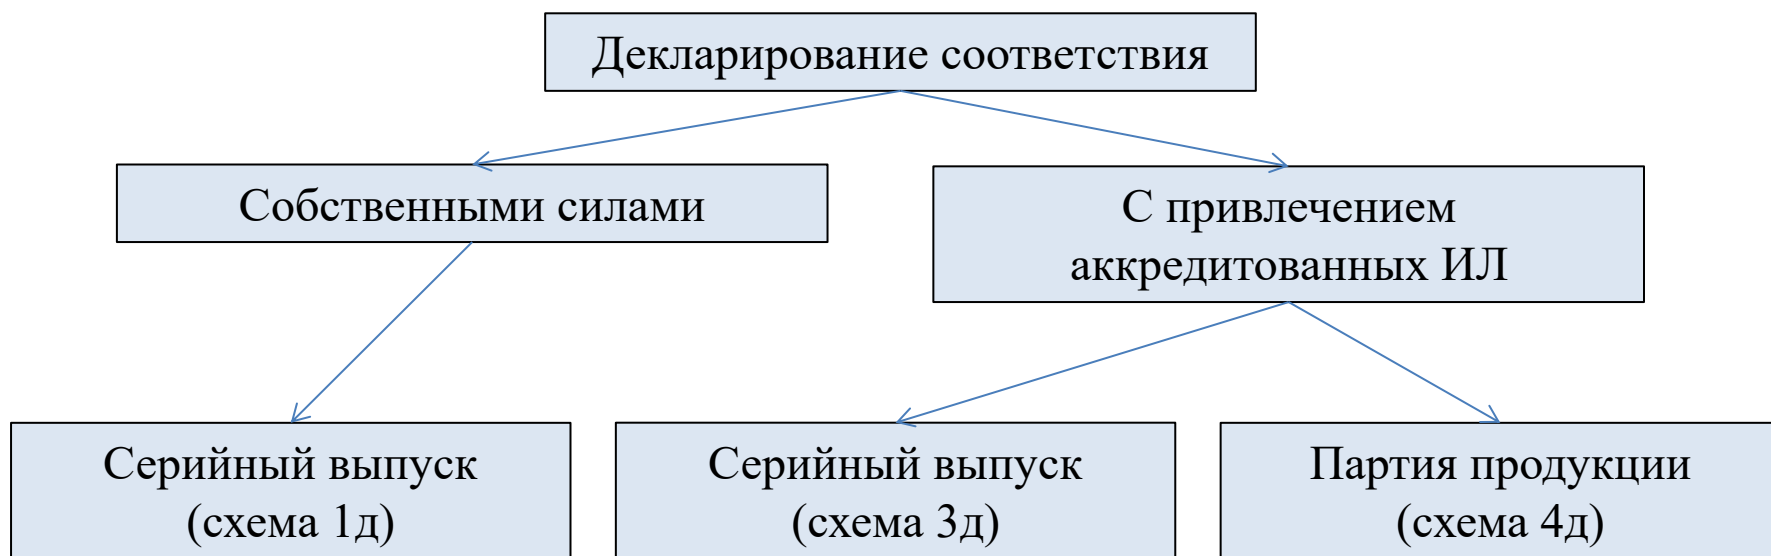 Декларирование соответствия
Собственными силами
С привлечением
аккредитованных ИЛ
Серийный выпуск
(схема 1д)
Серийный выпуск
(схема 3д)
Партия продукции
(схема 4д)